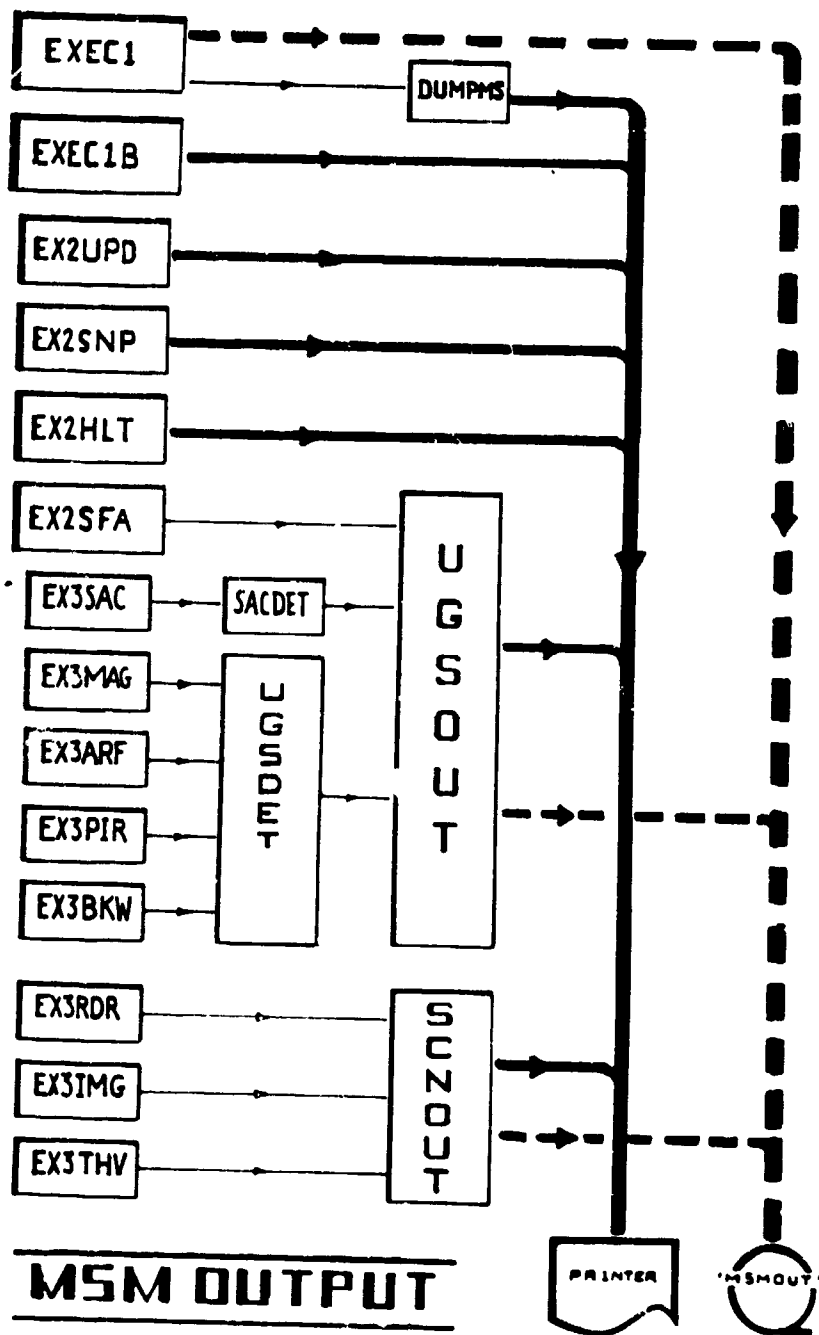 EXEC1
DUMPMS
EXEC1B
EX2UPD
EX2SNP
EX2HLT
EX2SFA
EX3SAC
SACDET
EX3MAG
EX3ARF
EX3PIR
EX3BKW
UGSDET
UGSOUT
EX3RDR
EX3IMG
EX3THV
SCNOUT
MSM OUTPUT
PRINTER
'MSMOUT'